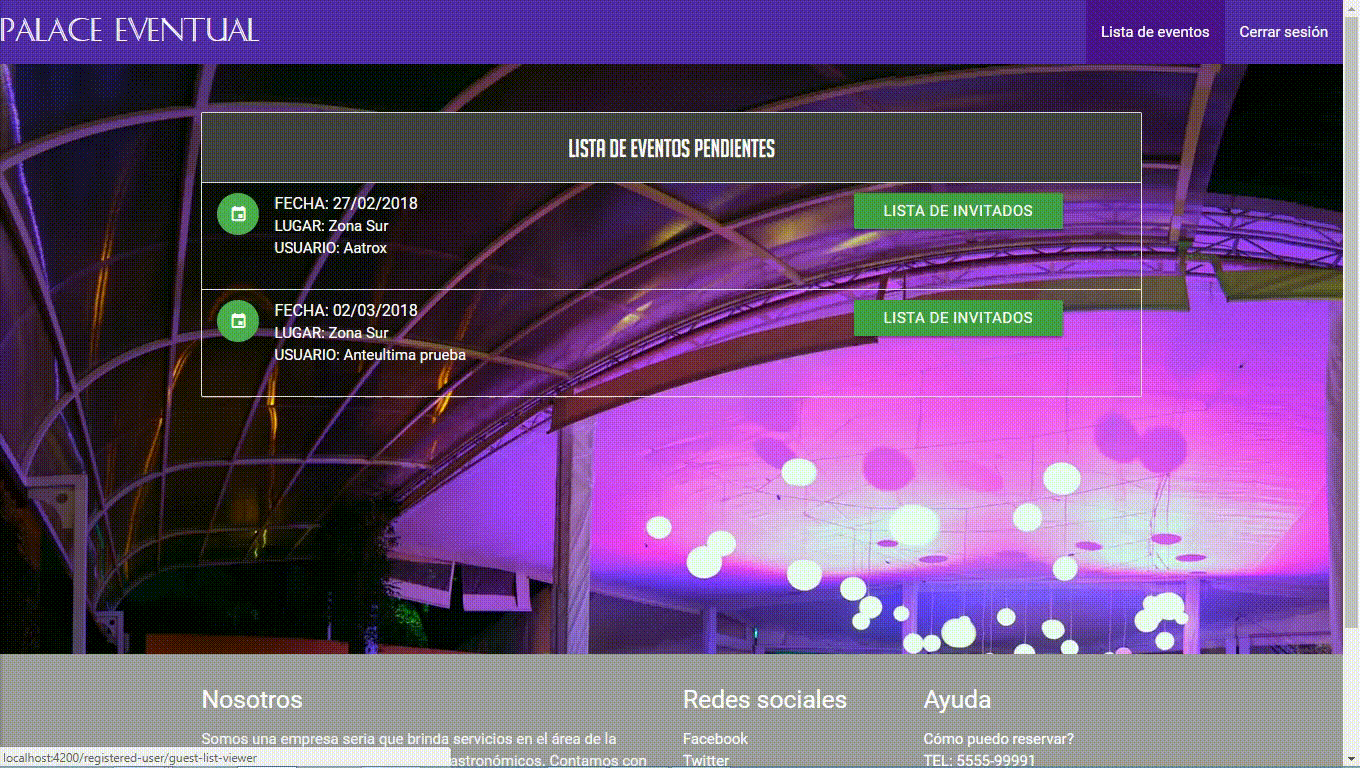 PALACE EVENTUAL
Lista de eventos
Cerrar sesión
LISTA DE EVENTOS PENDIENTES
FECHA: 27/02/2018
LUGAR: Zona Sur
USUARIO: Aatrox
LISTA DE INVITADOS
FECHA: 02/03/2018
LUGAR: Zona Sur
USUARIO: Anteultima prueba
LISTA DE INVITADOS
Nosotros
Somos una empresa seria que brinda servicios en el área de la
astronómicos. Contamos con
Redes sociales
Facebook
Twitter
Ayuda
Cómo puedo reservar?
TEL: 5555-99991
localhost:4200/registered-user/guest-list-viewer